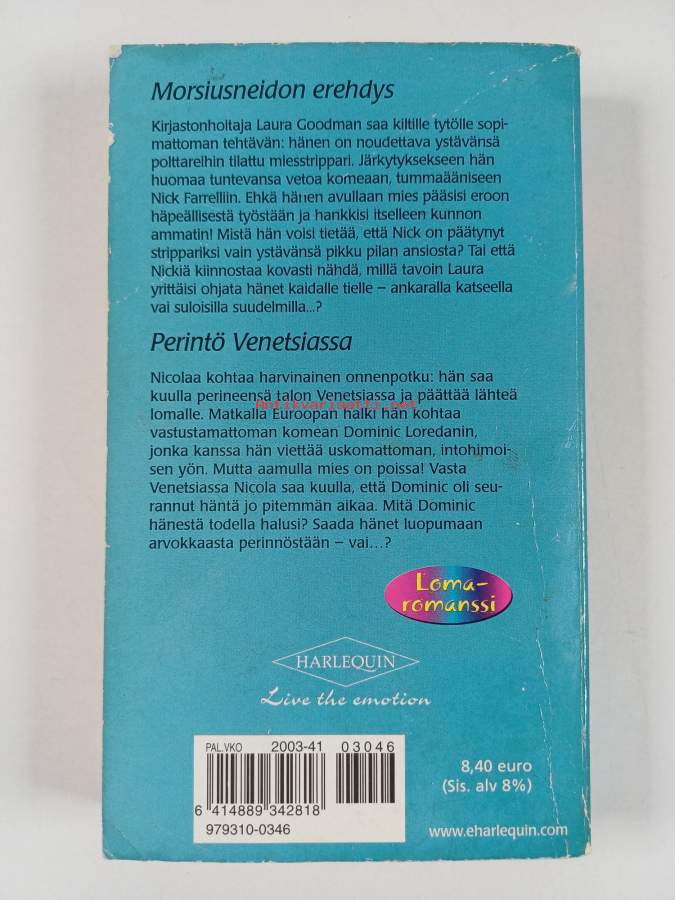 Morsiusneidon erehdys
Kirjastonhoitaja Laura Goodman saa kiltille tytölle sopi-
mattoman tehtävän: hänen on noudettava ystävänsä
polttareihin tilattu miesstrippari. Järkytyksekseen hän
huomaa tuntevansa vetoa komeaan, tummaääniseen
Nick Farrelliin. Ehkä hänen avullaan mies pääsisi eroon
häpeällisestä työstään ja hankkisi itselleen kunnon
ammatin! Mistä hän voisi tietää, että Nick on päätynyt
strippariksi vain ystävänsä pikku pilan ansiosta? Tai että
Nickiä kiinnostaa kovasti nähdä, millä tavoin Laura
yrittäisi ohjata hänet kaidalle tielle – ankaralla katseella
vai suloisilla suudelmilla...?
Perintö Venetsiassa
Nicolaa kohtaa harvinainen onnenpotku: hän saa
kuulla perineensä talon Venetsiassa ja päättää lähteä
lomalle. Matkalla Euroopan halki hän kohtaa
Antikvariaatti.net
vastustamattoman komean Dominic Loredanin,
jonka kanssa hän viettää uskomattoman, intohimoi-
sen yön. Mutta aamulla mies on poissa! Vasta
Venetsiassa Nicola saa kuulla, että Dominic oli seu-
rannut häntä jo pitemmän aikaa. Mitä Dominic
hänestä todella halusi? Saada hänet luopumaan
arvokkaasta perinnöstään – vai...?
Loma-
romanssi
HARLEQUIN
Live the emotion
PAL.VKO 2003-41 03046
6 414889 342818
979310-0346
8,40 euro
(Sis. alv 8%)
www.eharlequin.com